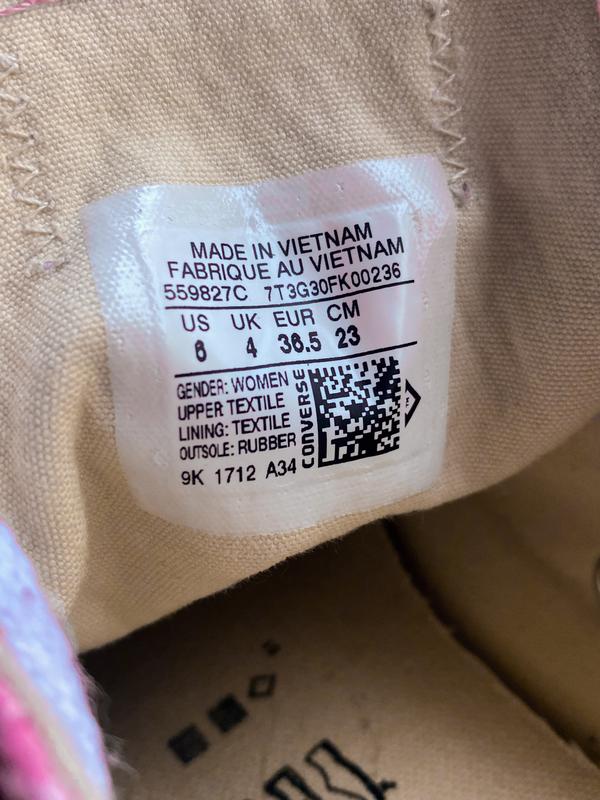 MADE IN VIETNAM
FABRIQUE AU VIETNAM
559827C 7T3G30FK00236
US UK EUR CM
6 4 36.5 23
GENDER: WOMEN
UPPER: TEXTILE
LINING: TEXTILE
OUTSOLE: RUBBER
CONVERSE
9K 1712 A34